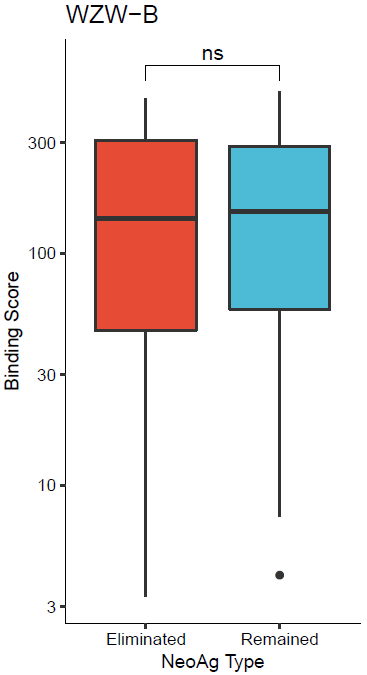 WZW−B
ns
300
100
30
10
3
Binding Score
Eliminated
Remained
NeoAg Type